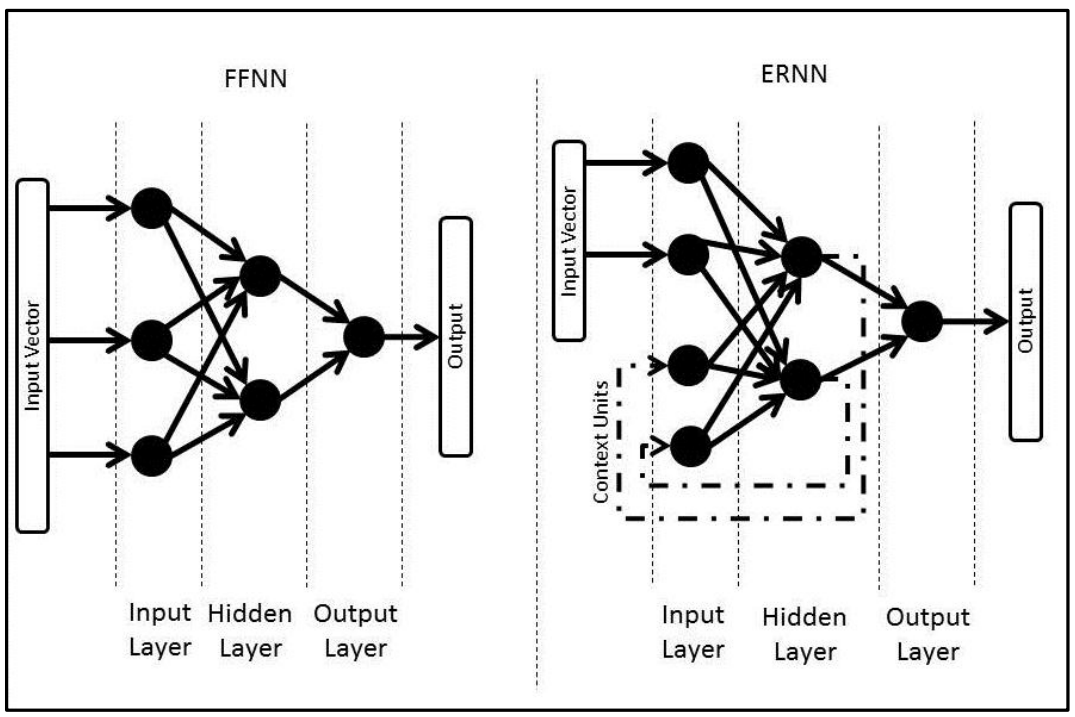 FFNN
Input Vector
Output
Input
Layer
Hidden
Layer
Output
Layer
ERNN
Input Vector
Context Units
Output
Input
Layer
Hidden
Layer
Output
Layer